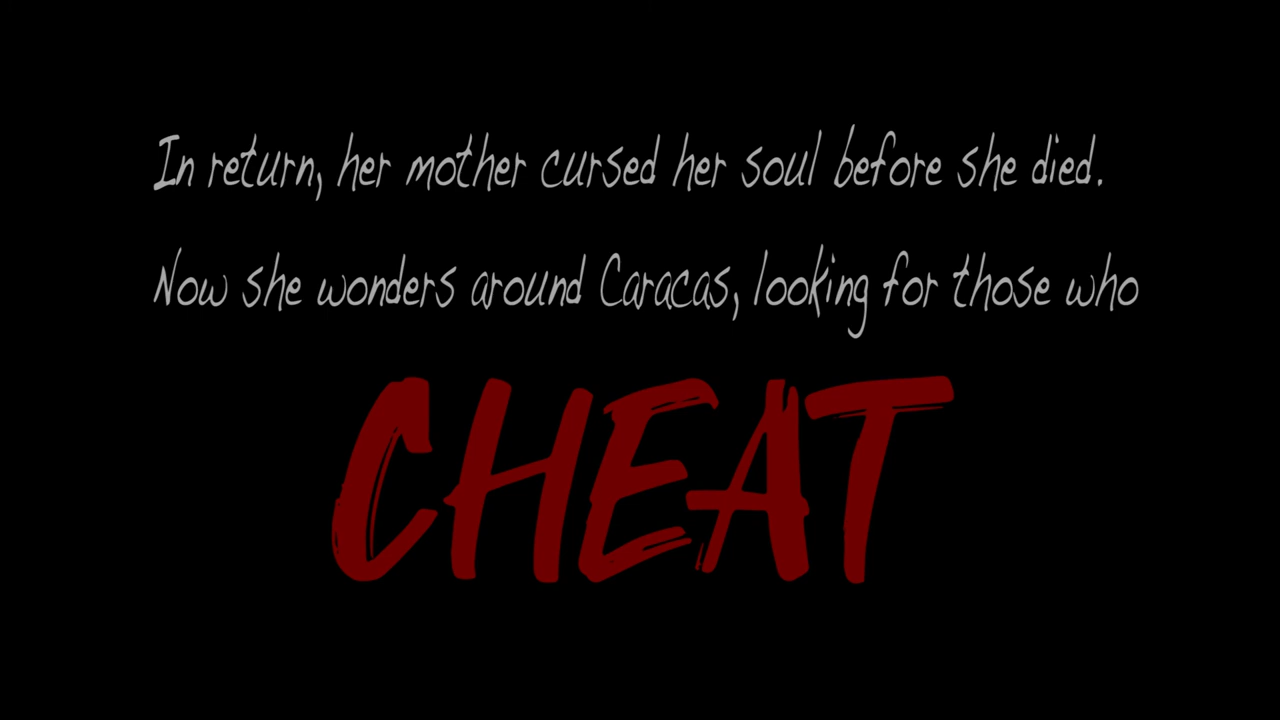 In return, her mother cursed her soul before she died.
Now she wonders around Caracas, looking for those who
CHEAT